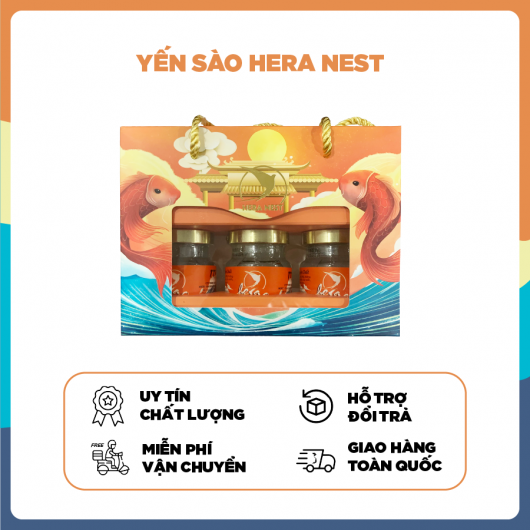 YẾN SÀO HERA NEST
UY TÍN
CHẤT LƯỢNG
HỖ TRỢ
ĐỔI TRẢ
FREE
MIỄN PHÍ
VẬN CHUYỂN
GIAO HÀNG
TOÀN QUỐC